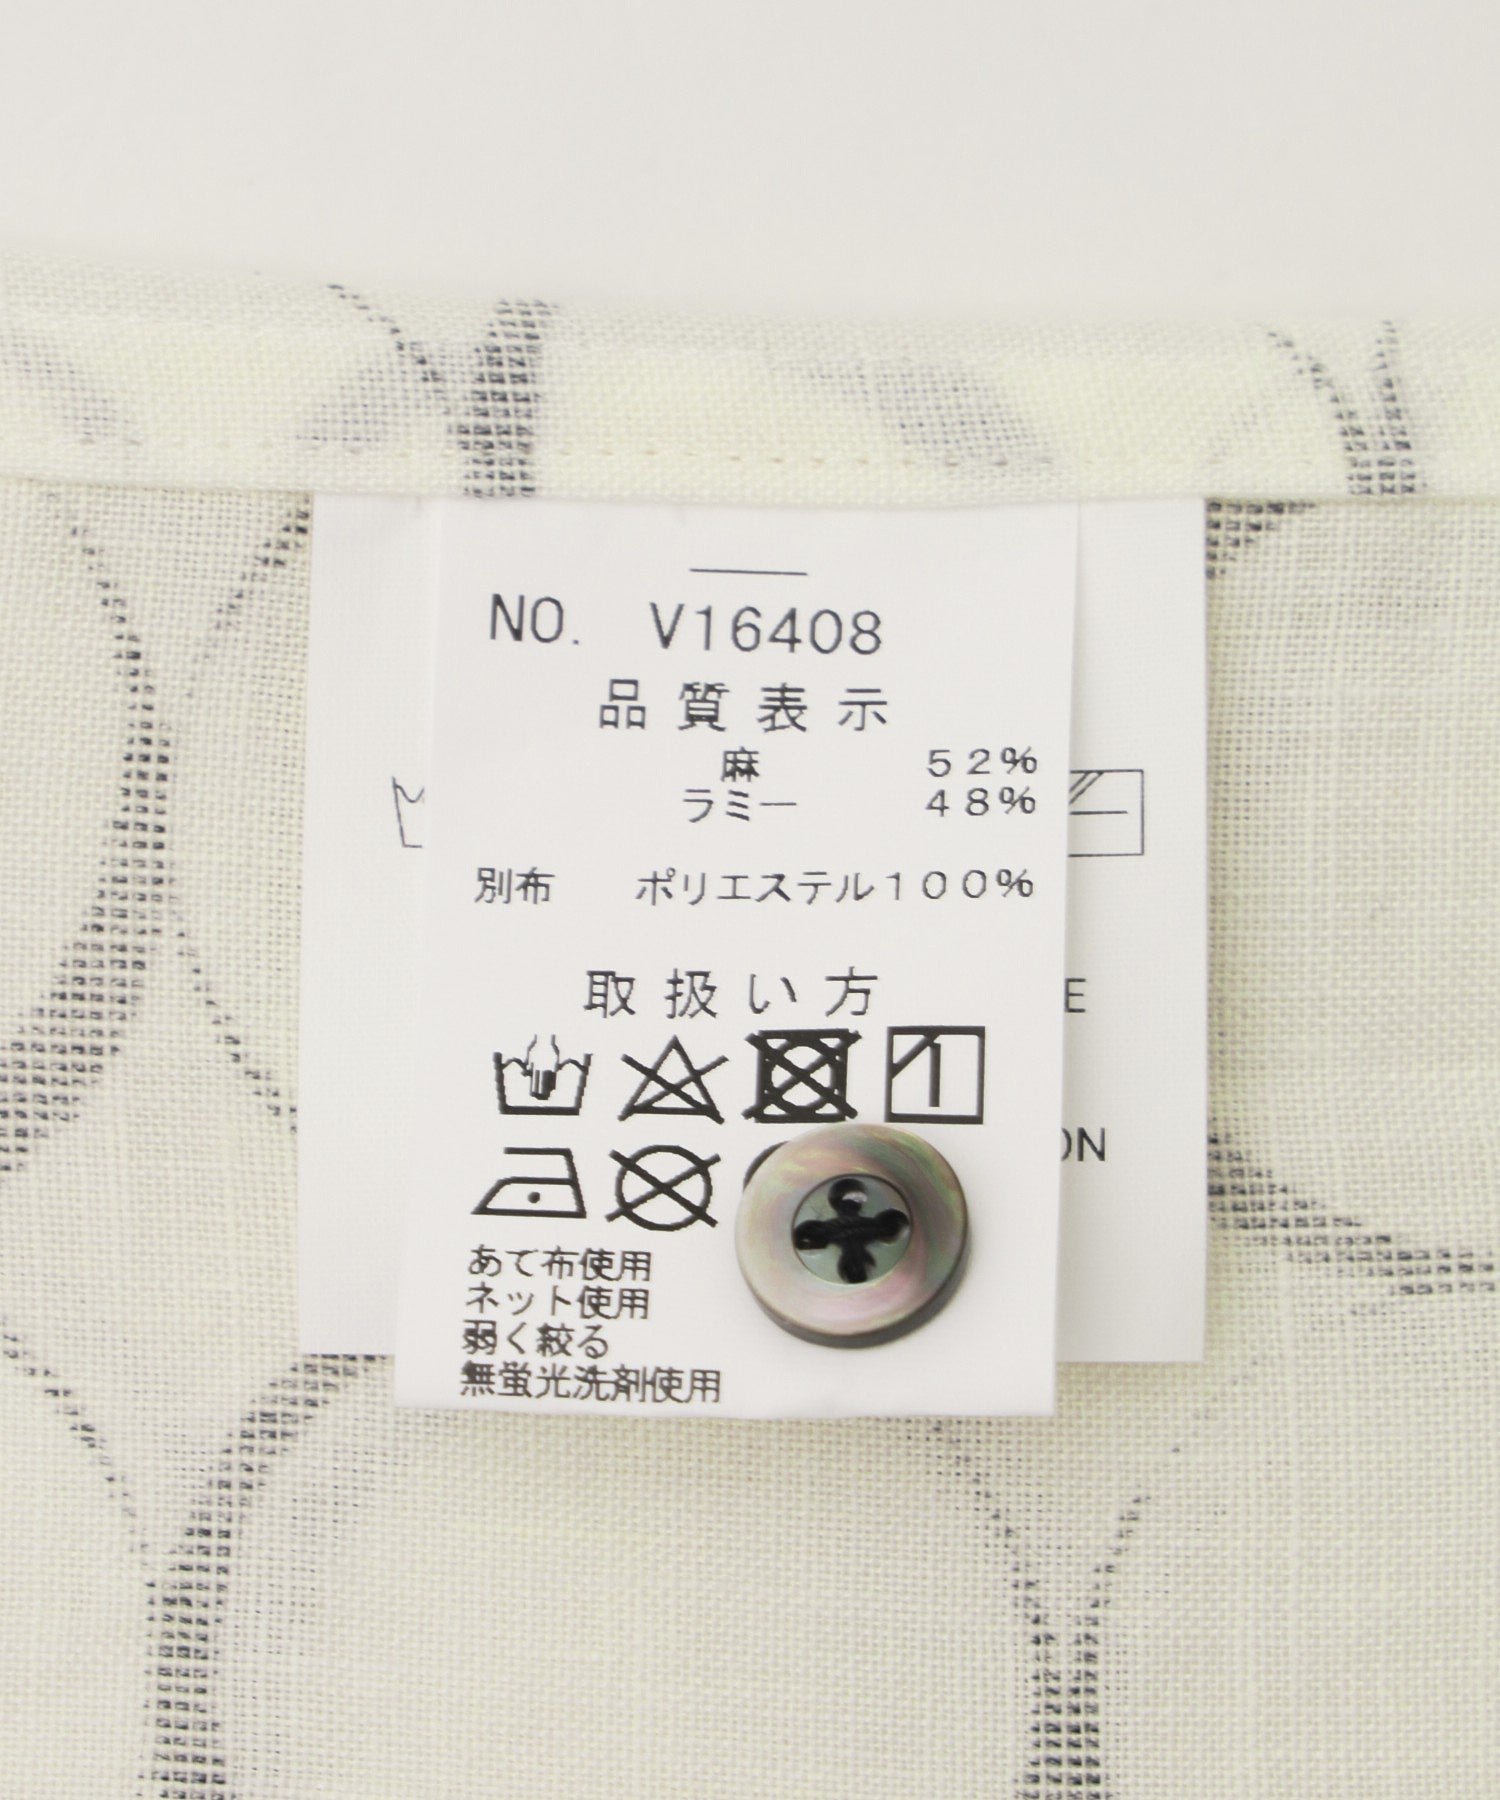 NO. V16408
品質表示
麻 52%
ラミー 48%
別布 ポリエステル100%
取扱い方
あて布使用
ネット使用
弱く絞る
無蛍光洗剤使用
E
ON